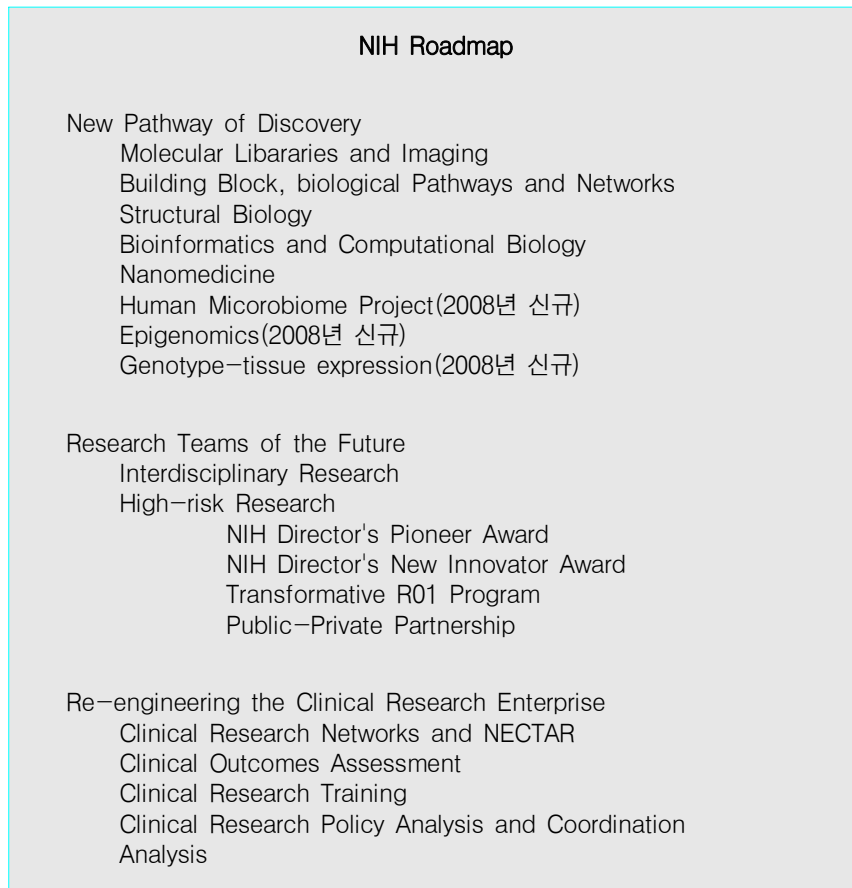 NIH Roadmap
New Pathway of Discovery
Molecular Libararies and Imaging
Building Block, biological Pathways and Networks
Structural Biology
Bioinformatics and Computational Biology
Nanomedicine
Human Micorobiome Project(2008년 신규)
Epigenomics(2008년 신규)
Genotype-tissue expression(2008년 신규)
Research Teams of the Future
Interdisciplinary Research
High-risk Research
NIH Director's Pioneer Award
NIH Director's New Innovator Award
Transformative R01 Program
Public-Private Partnership
Re-engineering the Clinical Research Enterprise
Clinical Research Networks and NECTAR
Clinical Outcomes Assessment
Clinical Research Training
Clinical Research Policy Analysis and Coordination
Analysis